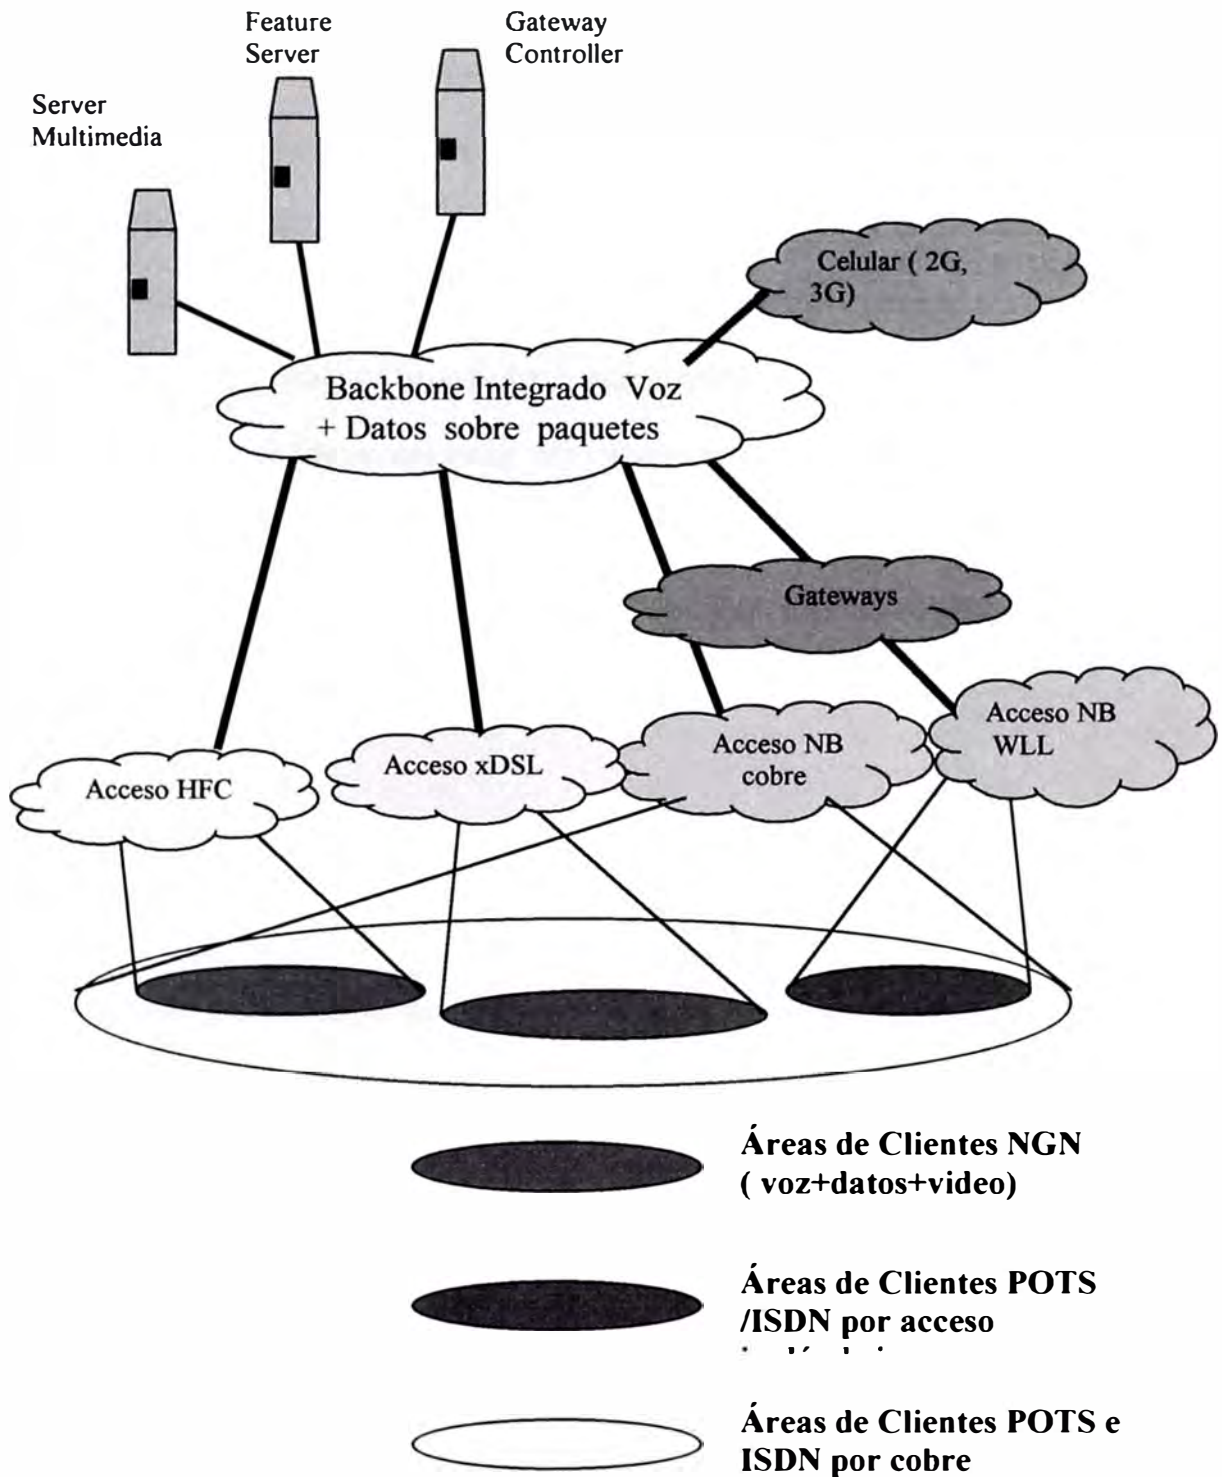 Feature
Server
Gateway
Controller
Server
Multimedia
Celular ( 2G,
3G)
Backbone Integrado Voz
+ Datos sobre paquetes
Gateways
Acceso HFC
Acceso xDSL
Acceso NB
cobre
Acceso NB
WLL
Áreas de Clientes NGN
( voz+datos+video)
Áreas de Clientes POTS
/ISDN por acceso
Áreas de Clientes POTS e
ISDN por cobre